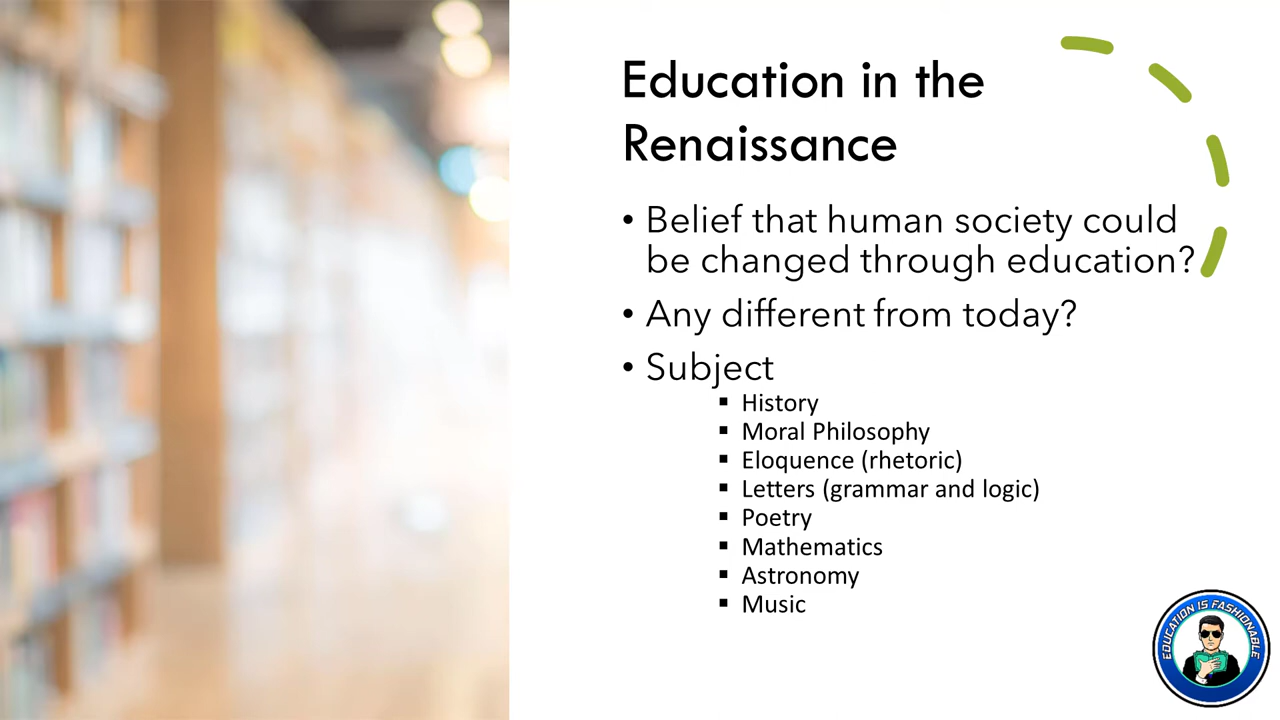 Education in the
Renaissance
• Belief that human society could
be changed through education?
• Any different from today?
• Subject
▪ History
▪ Moral Philosophy
▪ Eloquence (rhetoric)
▪ Letters (grammar and logic)
▪ Poetry
▪ Mathematics
▪ Astronomy
▪ Music
EDUCATION IS FASHIONABLE